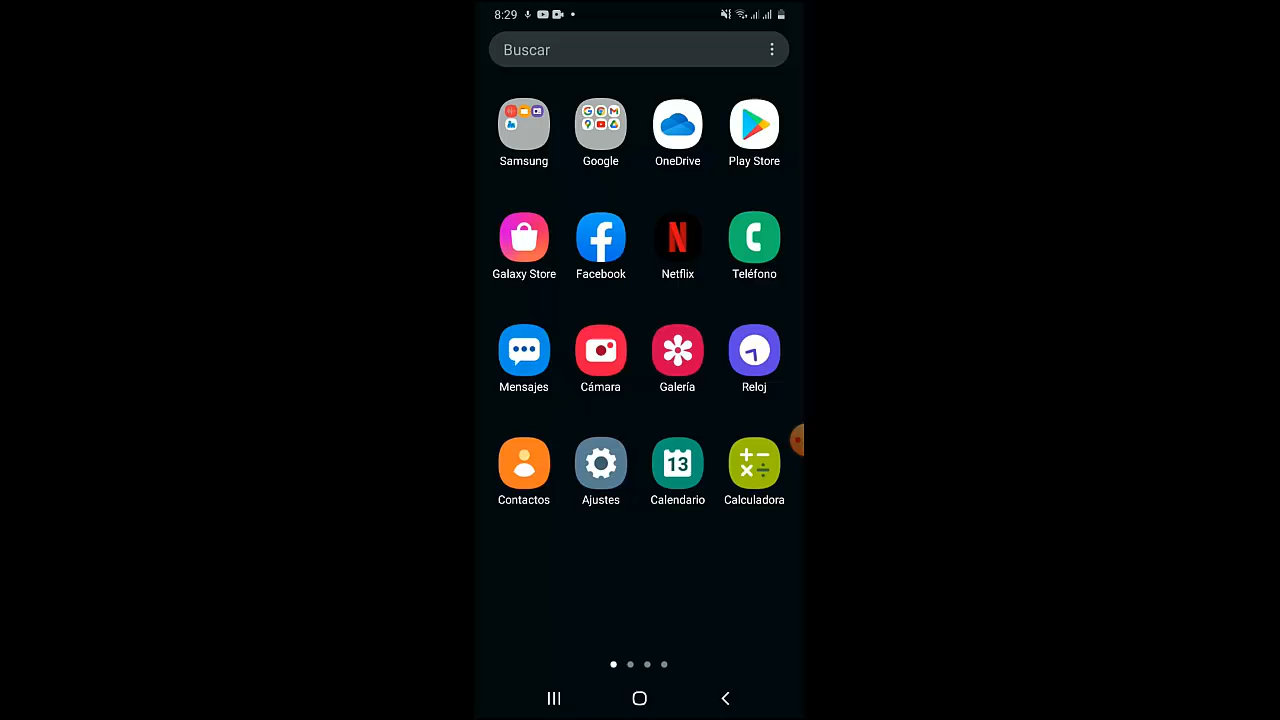 8:29
Buscar
Samsung
Google
OneDrive
Play Store
Galaxy Store
Facebook
N
Netflix
Teléfono
Mensajes
Cámara
Galería
Reloj
13
Contactos
Ajustes
Calendario
Calculadora